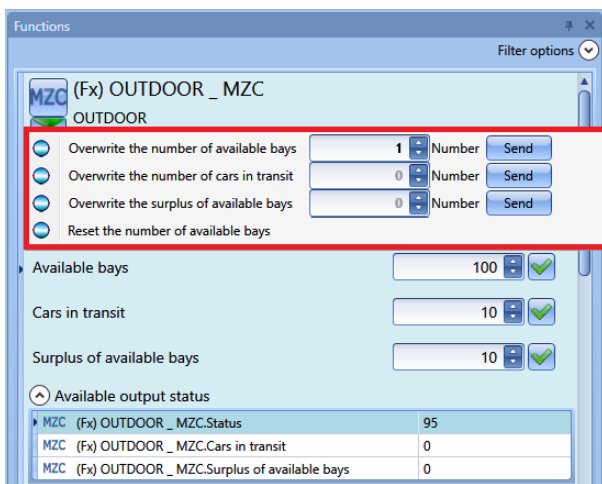 Functions
Filter options
MZC (Fx) OUTDOOR _ MZC
OUTDOOR
Overwrite the number of available bays 1 Number Send
Overwrite the number of cars in transit 0 Number Send
Overwrite the surplus of available bays 0 Number Send
Reset the number of available bays
Available bays 100
Cars in transit 10
Surplus of available bays 10
Available output status
MZC (Fx) OUTDOOR _ MZC.Status 95
MZC (Fx) OUTDOOR _ MZC.Cars in transit 0
MZC (Fx) OUTDOOR _ MZC.Surplus of available bays 0